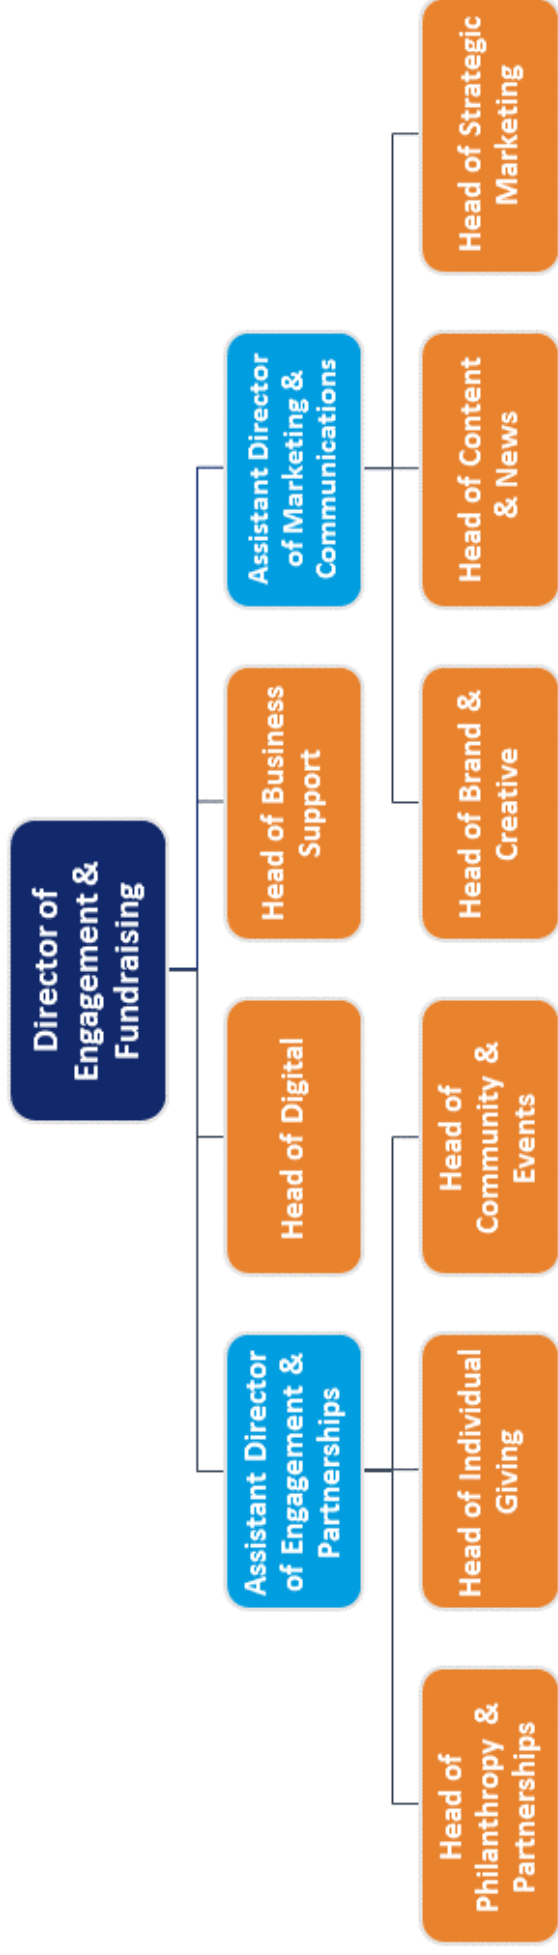 Director of
Engagement &
Fundraising
Assistant Director
of Engagement &
Partnerships
Head of Digital
Head of Business
Support
Assistant Director
of Marketing &
Communications
Head of
Philanthropy &
Partnerships
Head of Individual
Giving
Head of
Community &
Events
Head of Brand &
Creative
Head of Content
& News
Head of Strategic
Marketing